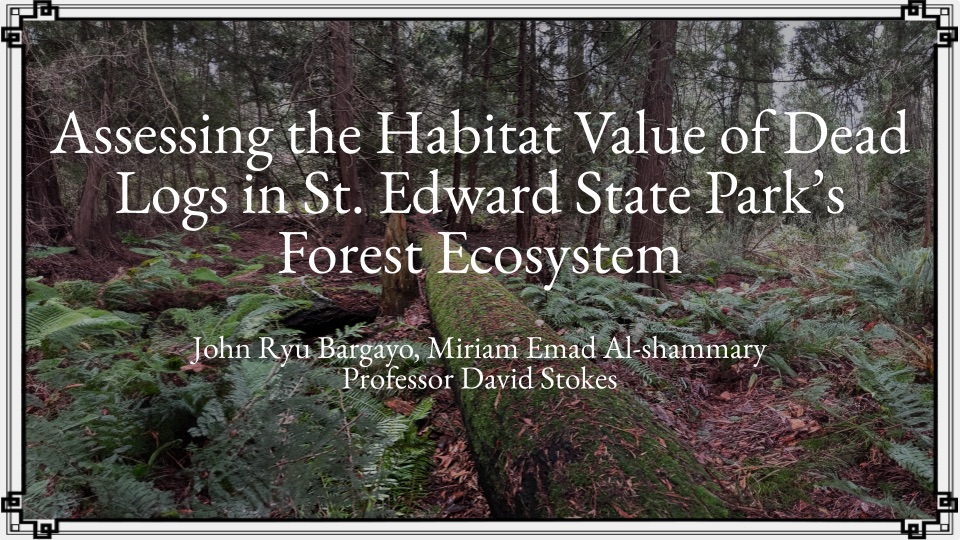 Assessing the Habitat Value of Dead
Logs in St. Edward State Park’s
Forest Ecosystem
John Ryu Bargayo, Miriam Emad Al-shammary
Professor David Stokes